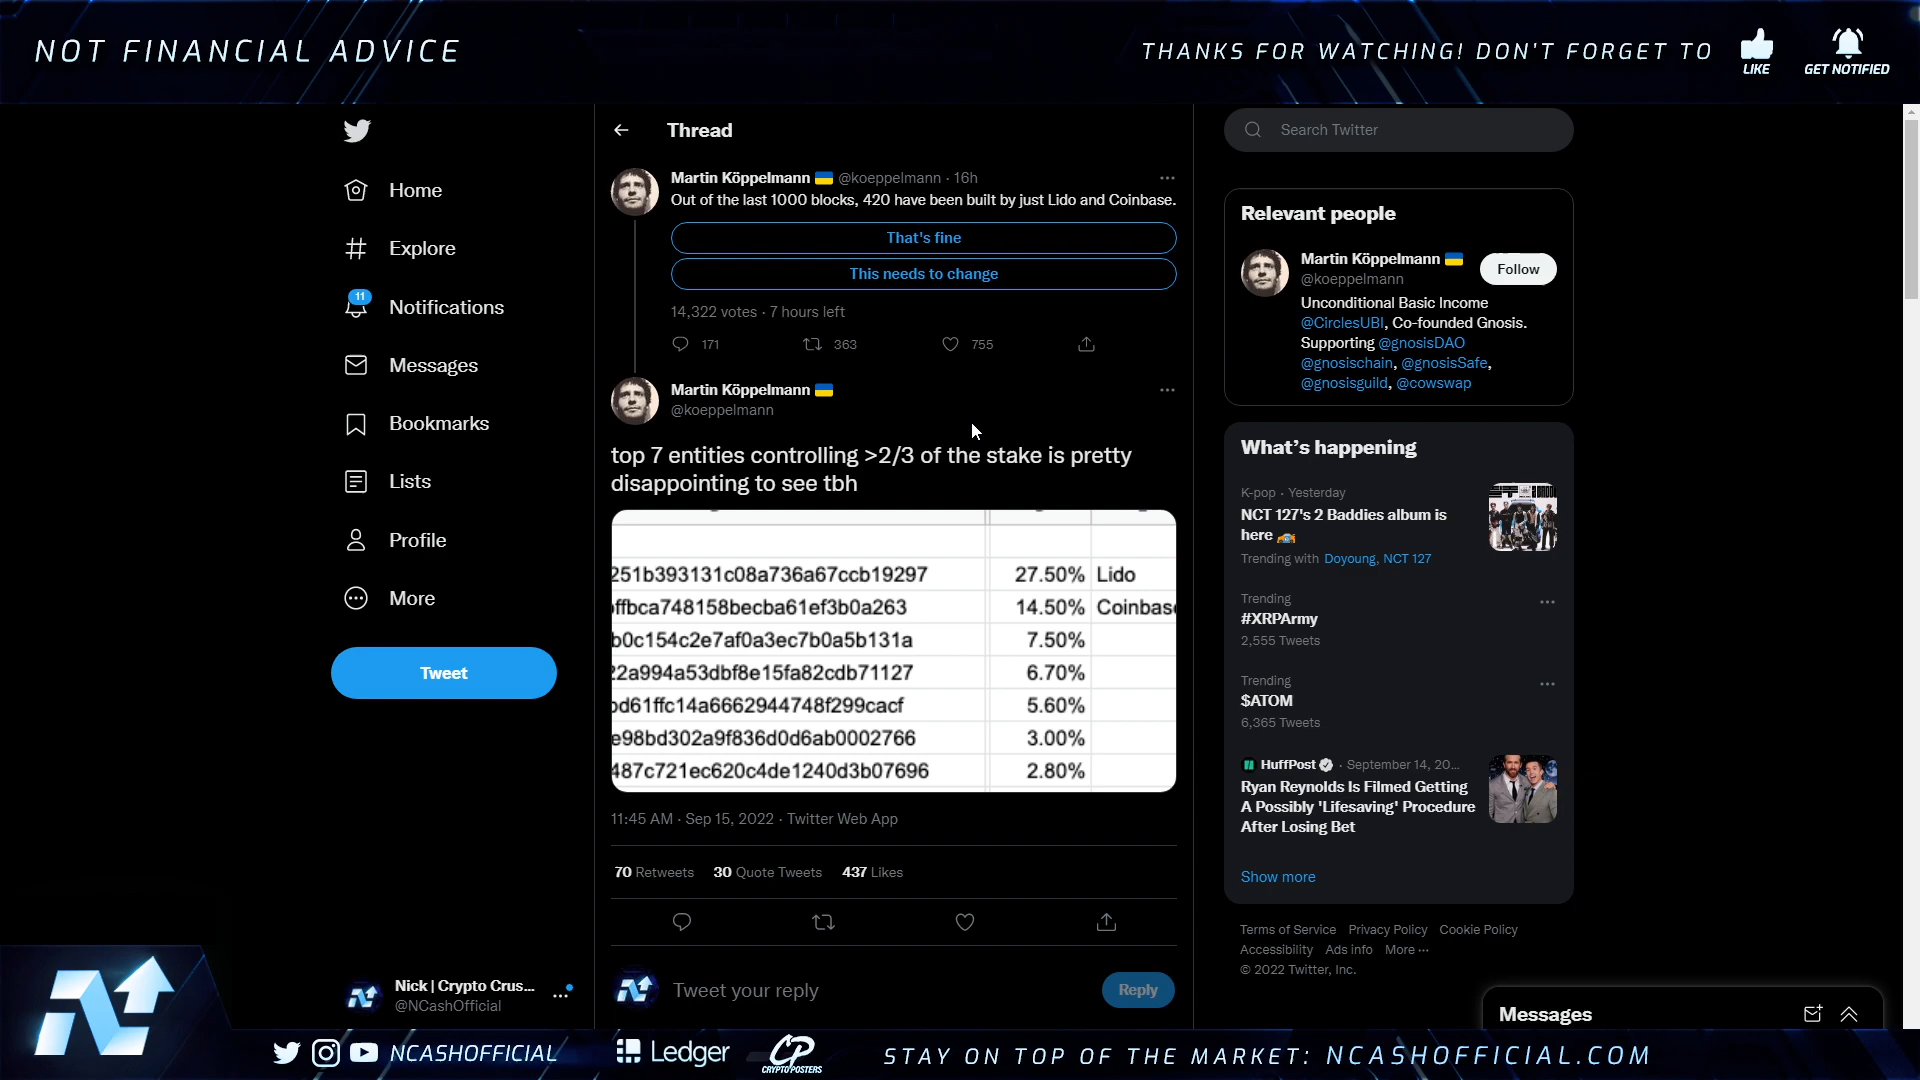 NOT FINANCIAL ADVICE
THANKS FOR WATCHING! DON'T FORGET TO
LIKE
GET NOTIFIED
Home
Explore
11
Notifications
Messages
Bookmarks
Lists
Profile
More
Tweet
Nick | Crypto Crus...
@NCashOfficial
Thread
Martin Köppelmann @koeppelmann · 16h
Out of the last 1000 blocks, 420 have been built by just Lido and Coinbase.
That's fine
This needs to change
14,322 votes · 7 hours left
171 363 755
Martin Köppelmann
@koeppelmann
top 7 entities controlling >2/3 of the stake is pretty
disappointing to see tbh
251b393131c08a736a67ccb19297 27.50% Lido
ffbca748158becba61ef3b0a263 14.50% Coinbase
b0c154c2e7af0a3ec7b0a5b131a 7.50%
22a994a53dbf8e15fa82cdb71127 6.70%
bd61ffc14a6662944748f299cacf 5.60%
e98bd302a9f836d0d6ab0002766 3.00%
487c721ec620c4de1240d3b07696 2.80%
11:45 AM · Sep 15, 2022 · Twitter Web App
70 Retweets 30 Quote Tweets 437 Likes
Tweet your reply
Reply
Search Twitter
Relevant people
Martin Köppelmann
@koeppelmann
Follow
Unconditional Basic Income
@CirclesUBI, Co-founded Gnosis.
Supporting @gnosisDAO
@gnosischain, @gnosisSafe,
@gnosisguild, @cowswap
What's happening
K-pop · Yesterday
NCT 127's 2 Baddies album is
here
Trending with Doyoung, NCT 127
Trending
#XRPArmy
2,555 Tweets
Trending
$ATOM
6,365 Tweets
HuffPost · September 14, 20...
Ryan Reynolds Is Filmed Getting
A Possibly 'Lifesaving' Procedure
After Losing Bet
Show more
Terms of Service Privacy Policy Cookie Policy
Accessibility Ads info More ...
© 2022 Twitter, Inc.
Messages
NCASHOFFICIAL
Ledger
CP
CRYPTOPOSTERS
STAY ON TOP OF THE MARKET: NCASHOFFICIAL.COM